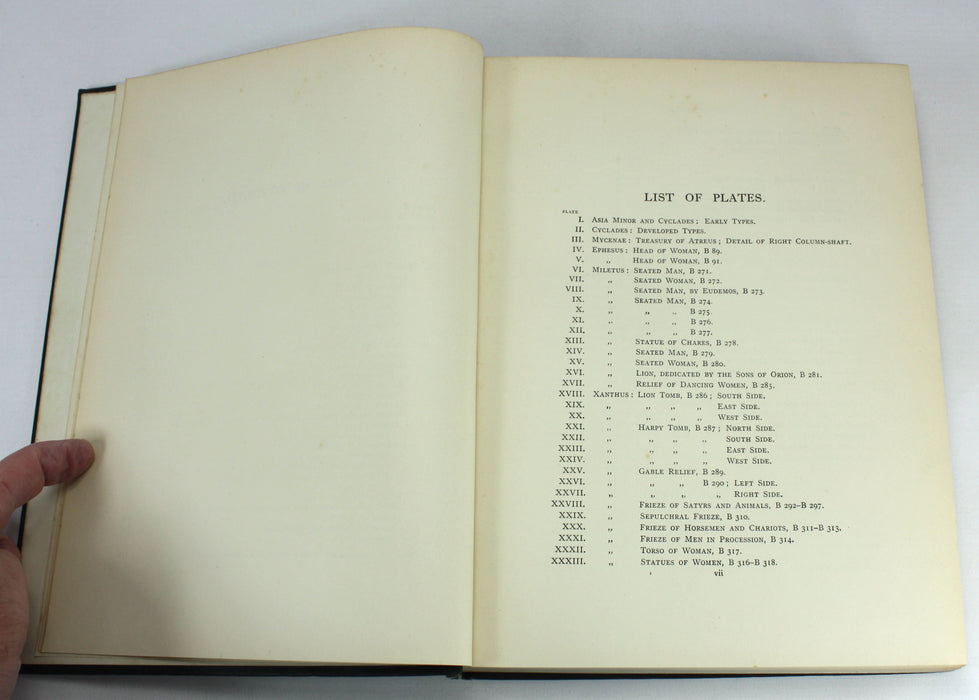 LIST OF PLATES.
PLATE
I. ASIA MINOR AND CYCLADES; EARLY TYPES.
II. CYCLADES: DEVELOPED TYPES.
III. MYCENAE: TREASURY OF ATREUS; DETAIL OF RIGHT COLUMN-SHAFT.
IV. EPHESUS: HEAD OF WOMAN, B 89.
V. „ HEAD OF WOMAN, B 91.
VI. MILETUS: SEATED MAN, B 271.
VII. „ SEATED WOMAN, B 272.
VIII. „ SEATED MAN, BY EUDEMOS, B 273.
IX. „ SEATED MAN, B 274.
X. „ „ „ B 275.
XI. „ „ „ B 276.
XII. „ „ „ B 277.
XIII. „ STATUE OF CHARES, B 278.
XIV. „ SEATED MAN, B 279.
XV. „ SEATED WOMAN, B 280.
XVI. „ LION, DEDICATED BY THE SONS OF ORION, B 281.
XVII. „ RELIEF OF DANCING WOMEN, B 285.
XVIII. XANTHUS: LION TOMB, B 286; SOUTH SIDE.
XIX. „ „ „ „ EAST SIDE.
XX. „ „ „ „ WEST SIDE.
XXI. „ HARPY TOMB, B 287; NORTH SIDE.
XXII. „ „ „ „ SOUTH SIDE.
XXIII. „ „ „ „ EAST SIDE.
XXIV. „ „ „ „ WEST SIDE.
XXV. „ GABLE RELIEF, B 289.
XXVI. „ „ „ B 290; LEFT SIDE.
XXVII. „ „ „ „ RIGHT SIDE.
XXVIII. „ FRIEZE OF SATYRS AND ANIMALS, B 292–B 297.
XXIX. „ SEPULCHRAL FRIEZE, B 310.
XXX. „ FRIEZE OF HORSEMEN AND CHARIOTS, B 311–B 313.
XXXI. „ FRIEZE OF MEN IN PROCESSION, B 314.
XXXII. „ TORSO OF WOMAN, B 317.
XXXIII. „ STATUES OF WOMEN, B 316–B 318.
vii